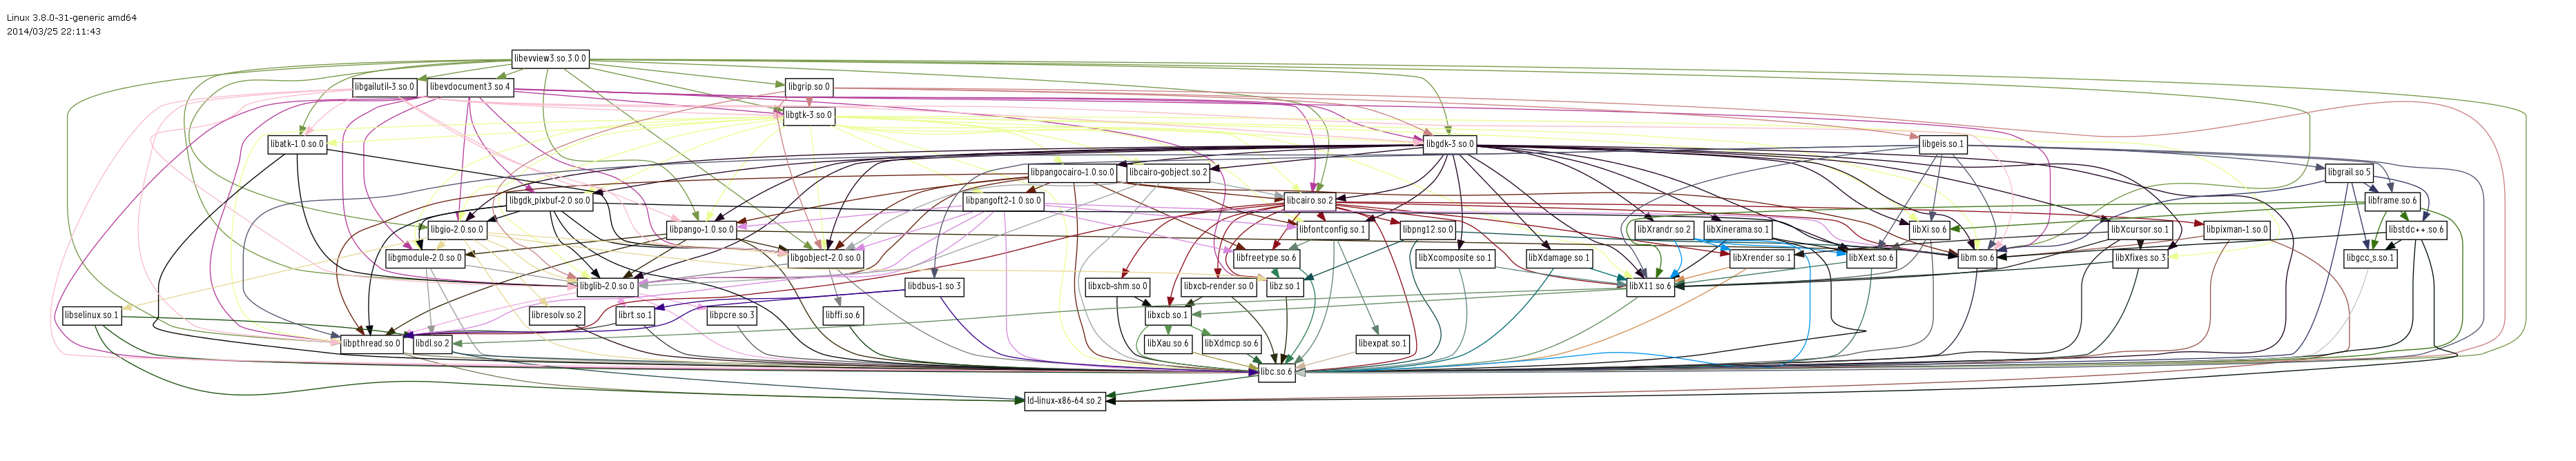 Linux 3.8.0-31-generic amd64
2014/03/25 22:11:43
libevview3.so.3.0.0
libgailutil-3.so.0
libevdocument3.so.4
libgrip.so.0
libgtk-3.so.0
libatk-1.0.so.0
libgdk-3.so.0
libgeis.so.1
libpangocairo-1.0.so.0
libcairo-gobject.so.2
libgrail.so.5
libgdk_pixbuf-2.0.so.0
libpangoft2-1.0.so.0
libcairo.so.2
libframe.so.6
libgio-2.0.so.0
libpango-1.0.so.0
libfontconfig.so.1
libpng12.so.0
libXrandr.so.2
libXinerama.so.1
libXi.so.6
libXcursor.so.1
libpixman-1.so.0
libstdc++.so.6
libgmodule-2.0.so.0
libgobject-2.0.so.0
libfreetype.so.6
libXcomposite.so.1
libXdamage.so.1
libXrender.so.1
libXext.so.6
libm.so.6
libXfixes.so.3
libgcc_s.so.1
libglib-2.0.so.0
libdbus-1.so.3
libxcb-shm.so.0
libxcb-render.so.0
libz.so.1
libX11.so.6
libselinux.so.1
libresolv.so.2
librt.so.1
libpcre.so.3
libffi.so.6
libxcb.so.1
libpthread.so.0
libdl.so.2
libXau.so.6
libXdmcp.so.6
libexpat.so.1
libc.so.6
ld-linux-x86-64.so.2